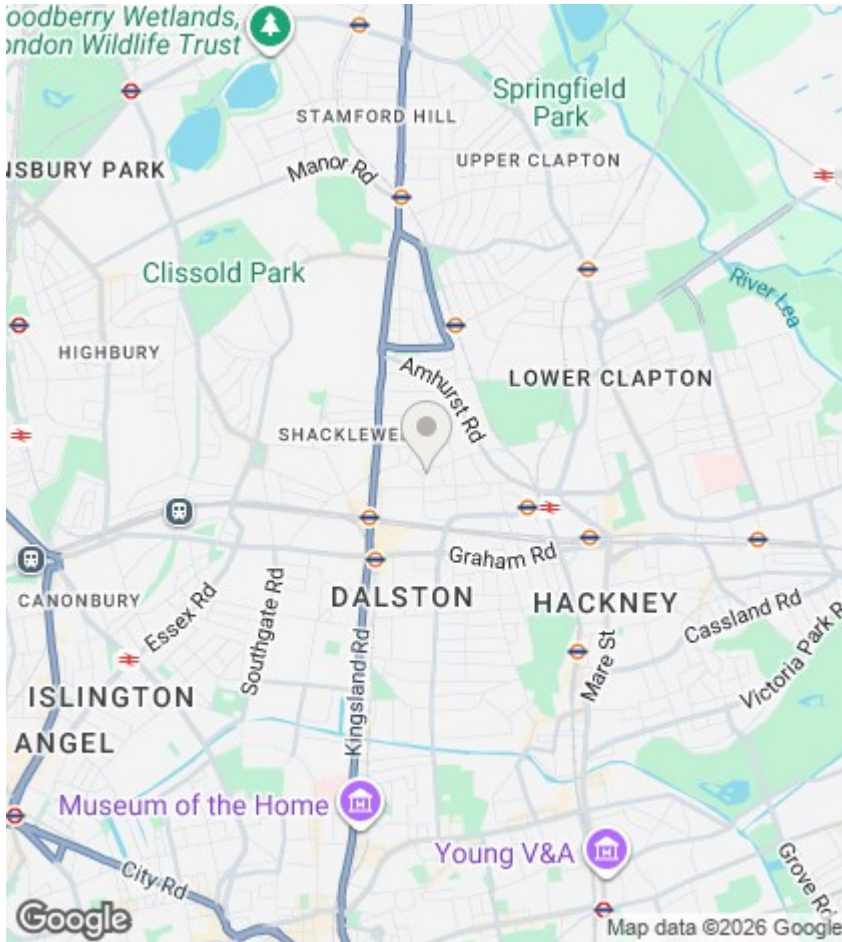 oodberry Wetlands,
ondon Wildlife Trust
STAMFORD HILL
Springfield
Park
UPPER CLAPTON
NSBURY PARK
Manor Rd
Clissold Park
River Lea
HIGHBURY
Amhurst Rd
LOWER CLAPTON
SHACKLEWE
Graham Rd
CANONBURY
Essex Rd
Southgate Rd
DALSTON
HACKNEY
Cassland Rd
Kingsland Rd
Mare St
Victoria Park R
ISLINGTON
ANGEL
Museum of the Home
Young V&A
City Rd
Grove Rd
Google
Map data ©2026 Google